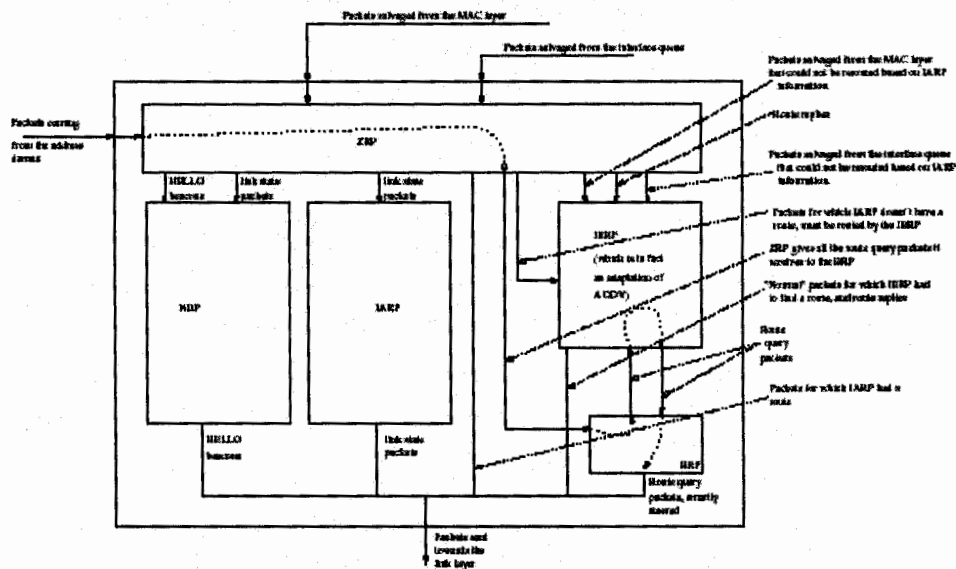 Packets salvaged from the MAC layer
Packets salvaged from the interface queue
Packets salvaged from the MAC layer
that could not be rerouted based on IARP
information
Route replies
Packets coming
from the address
demux
ZRP
Packets salvaged from the interface queue
that could not be rerouted based on IARP
information.
HELLO
beacons
link state
packets
link state
packets
Packets for which IARP doesn't have a
route, must be routed by the IERP
IERP
(which is in fact
an adaptation of
AODV)
ZRP gives all the route query packets it
receives to the BRP
"Normal" packets for which IERP had
to find a route, and route replies
NDP
IARP
Route
query
packets
Packets for which IARP had a
route
HELLO
beacons
link state
packets
BRP
Route query
packets,
steered
Packets sent
towards the
link layer